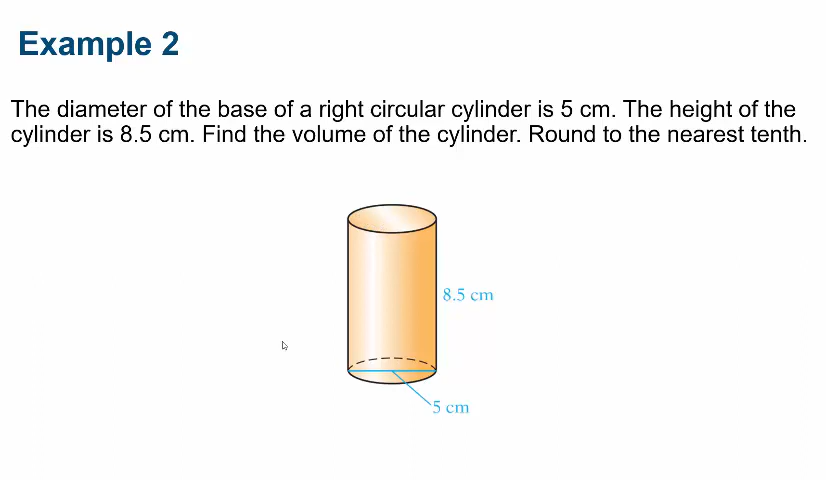 Example 2
The diameter of the base of a right circular cylinder is 5 cm. The height of the
cylinder is 8.5 cm. Find the volume of the cylinder. Round to the nearest tenth.
8.5 cm
5 cm